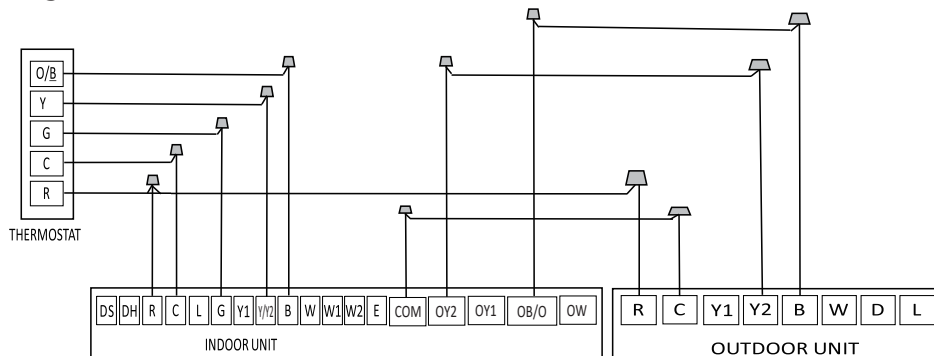 O/B
Y
G
C
R
THERMOSTAT
DS DH R C L G Y1 Y/Y2 B W W1 W2 E COM OY2 OY1 OB/O OW
INDOOR UNIT
R C Y1 Y2 B W D L
OUTDOOR UNIT